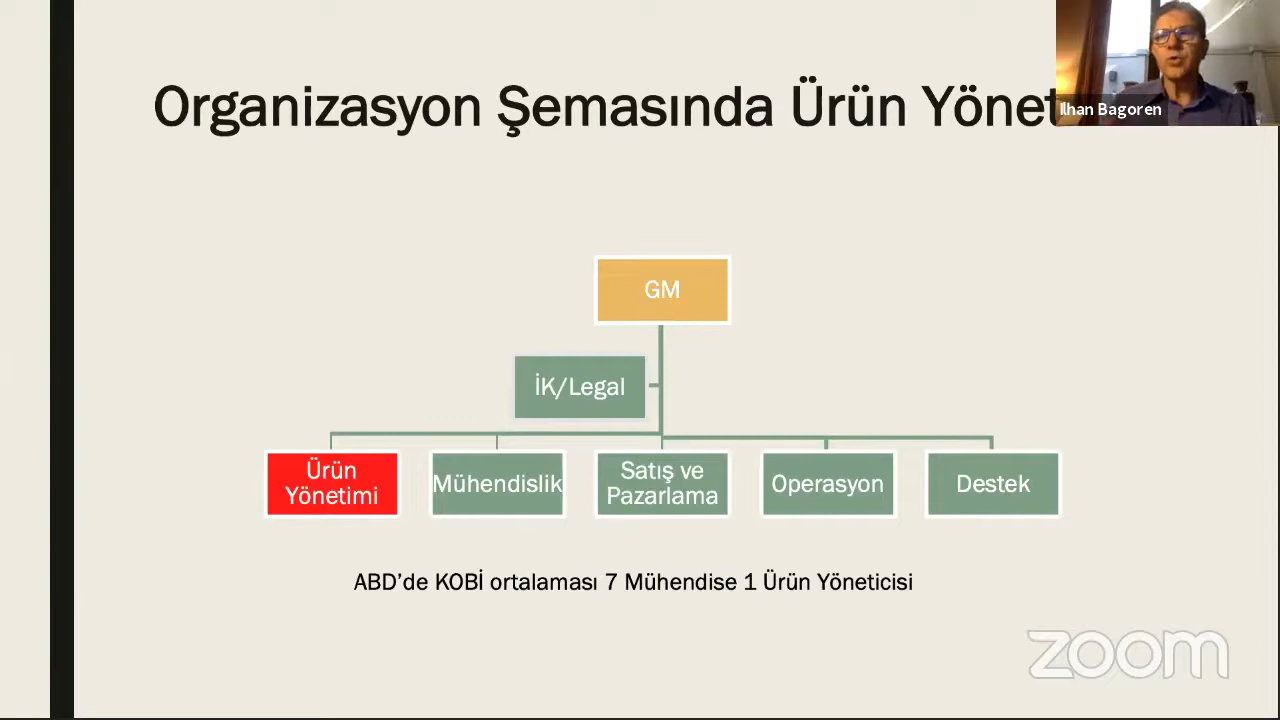 Organizasyon Şemasında Ürün Yönet
Ilhan Bagoren
GM
İK/Legal
Ürün
Yönetimi
Mühendislik
Satış ve
Pazarlama
Operasyon
Destek
ABD’de KOBİ ortalaması 7 Mühendise 1 Ürün Yöneticisi
zoom